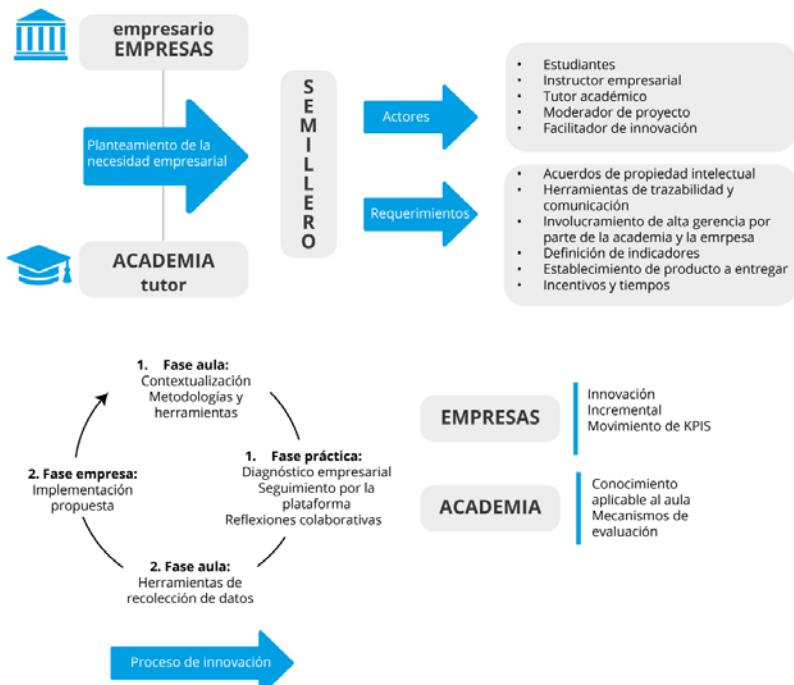 empresario
EMPRESAS
Planteamiento de la
necesidad empresarial
ACADEMIA
tutor
SEMILLERO
Actores
• Estudiantes
• Instructor empresarial
• Tutor académico
• Moderador de proyecto
• Facilitador de innovación
Requerimientos
• Acuerdos de propiedad intelectual
• Herramientas de trazabilidad y
comunicación
• Involucramiento de alta gerencia por
parte de la academia y la emrpesa
• Definición de indicadores
• Establecimiento de producto a entregar
• Incentivos y tiempos
1. Fase aula:
Contextualización
Metodologías y
herramientas
1. Fase práctica:
Diagnóstico empresarial
Seguimiento por la
plataforma
Reflexiones colaborativas
2. Fase aula:
Herramientas de
recolección de datos
2. Fase empresa:
Implementación
propuesta
EMPRESAS
Innovación
Incremental
Movimiento de KPIS
ACADEMIA
Conocimiento
aplicable al aula
Mecanismos de
evaluación
Proceso de innovación